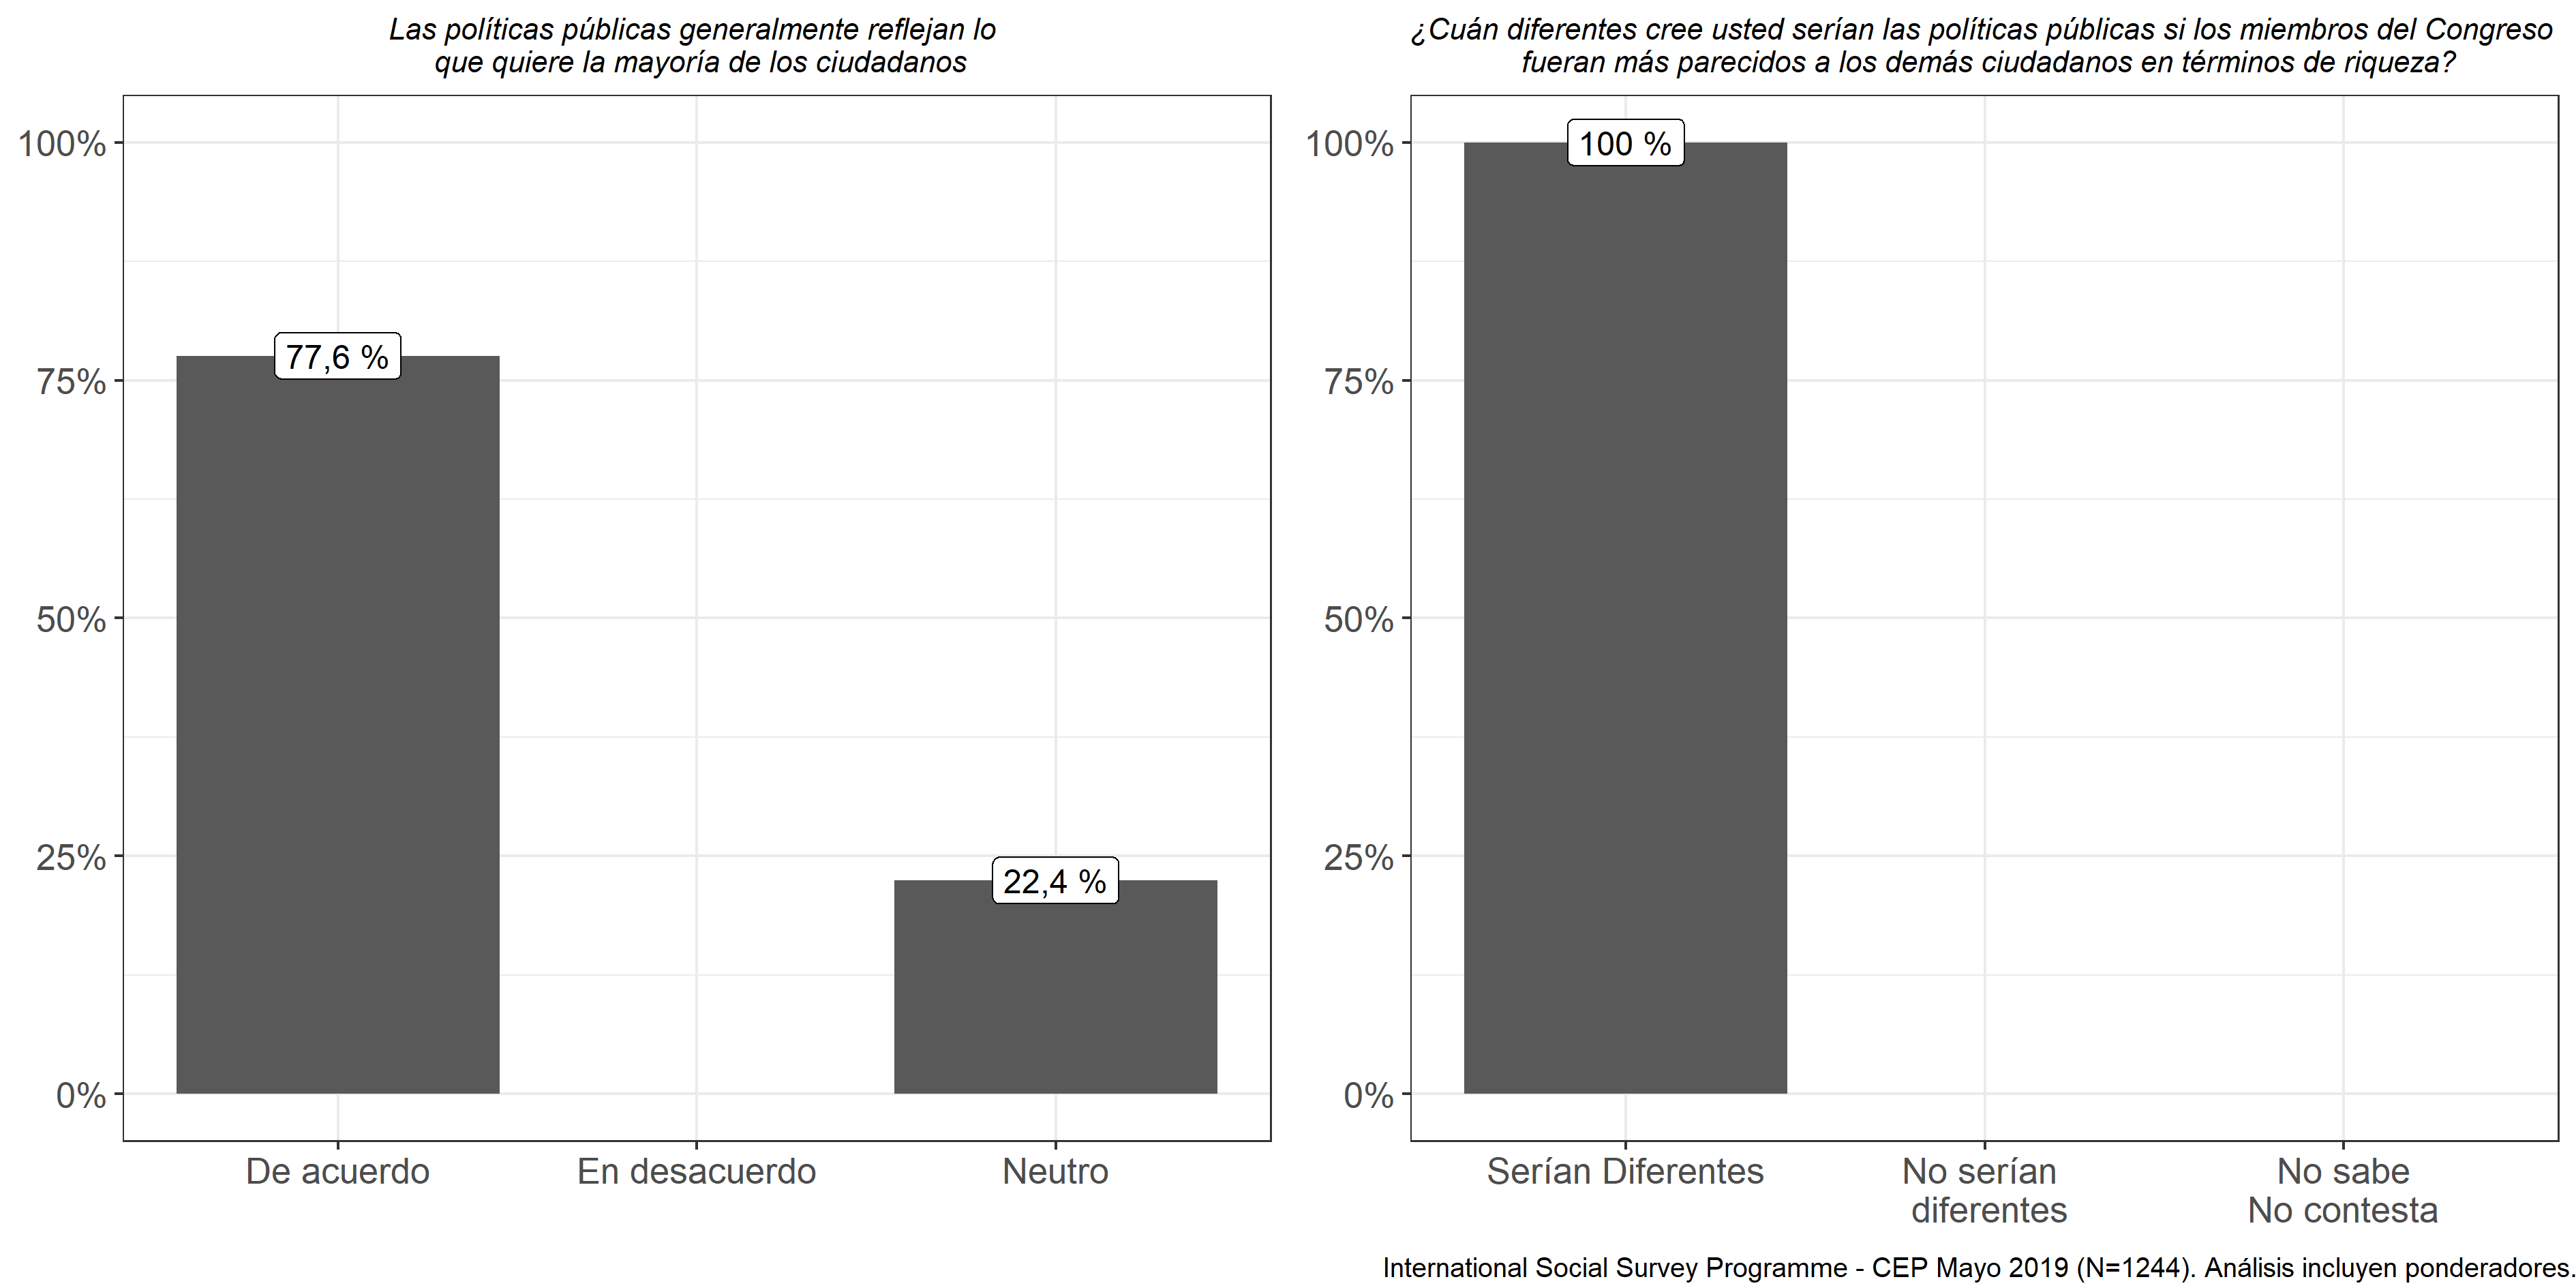 Las políticas públicas generalmente reflejan lo
que quiere la mayoría de los ciudadanos
100%
75%
50%
25%
0%
77,6 %
22,4 %
De acuerdo
En desacuerdo
Neutro
¿Cuán diferentes cree usted serían las políticas públicas si los miembros del Congreso
fueran más parecidos a los demás ciudadanos en términos de riqueza?
100%
75%
50%
25%
0%
100 %
Serían Diferentes
No serían
diferentes
No sabe
No contesta
International Social Survey Programme - CEP Mayo 2019 (N=1244). Análisis incluyen ponderadores.